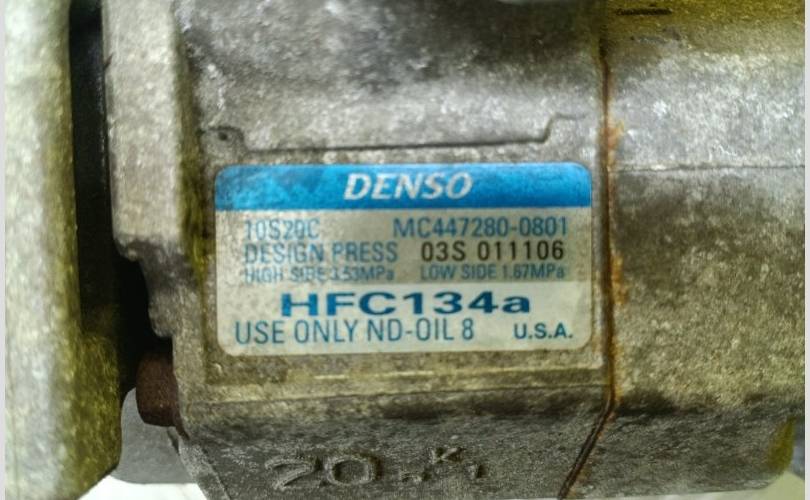 DENSO
10S20C MC447280-0801
DESIGN PRESS 03S 011106
HIGH SIDE 3.53MPa LOW SIDE 1.67MPa
HFC134a
USE ONLY ND-OIL 8 U.S.A.
20